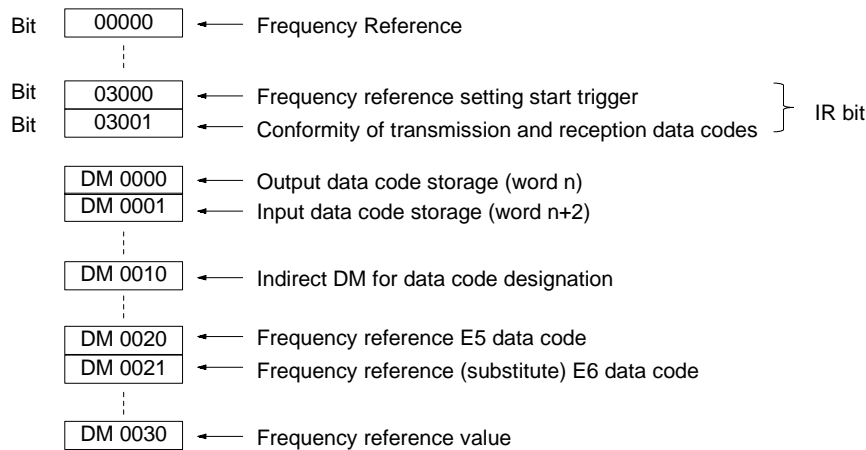 Bit 00000 Frequency Reference
Bit 03000 Frequency reference setting start trigger
Bit 03001 Conformity of transmission and reception data codes
IR bit
DM 0000 Output data code storage (word n)
DM 0001 Input data code storage (word n+2)
DM 0010 Indirect DM for data code designation
DM 0020 Frequency reference E5 data code
DM 0021 Frequency reference (substitute) E6 data code
DM 0030 Frequency reference value